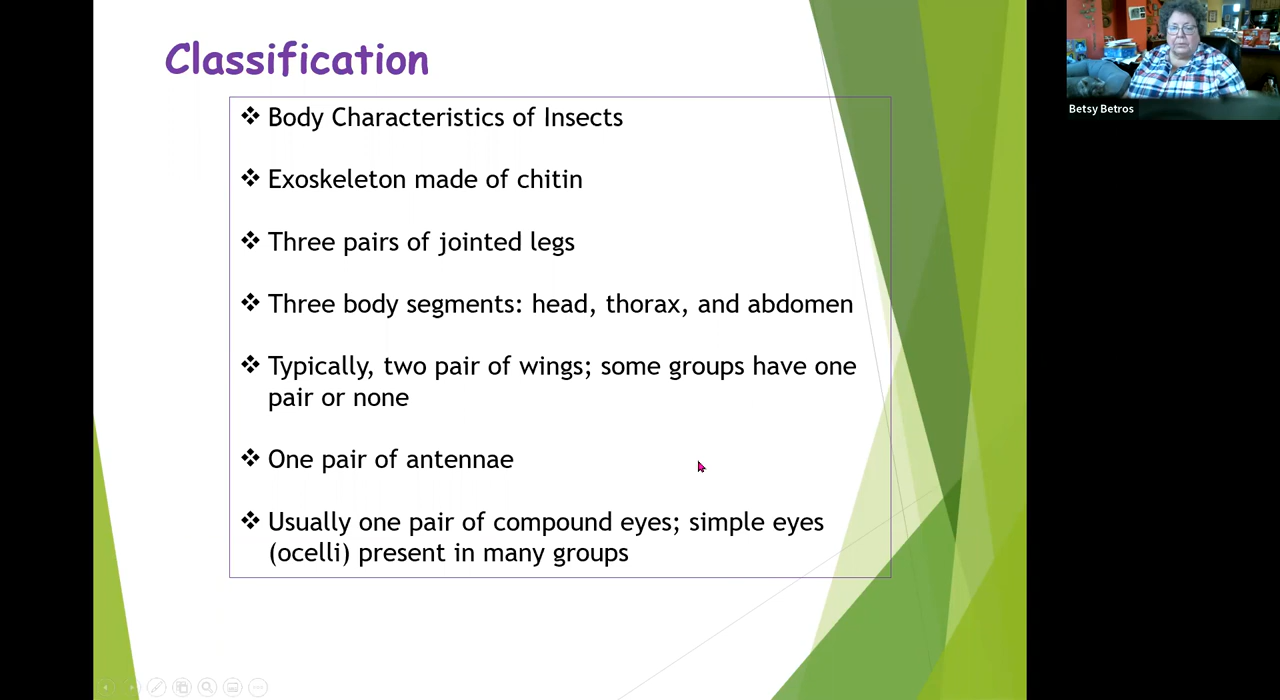 Classification
Body Characteristics of Insects
Exoskeleton made of chitin
Three pairs of jointed legs
Three body segments: head, thorax, and abdomen
Typically, two pair of wings; some groups have one
pair or none
One pair of antennae
Usually one pair of compound eyes; simple eyes
(ocelli) present in many groups
Betsy Betros